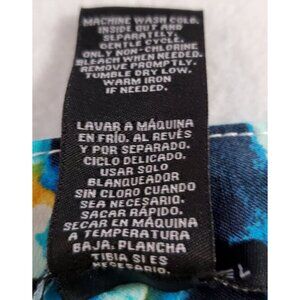 MACHINE WASH COLD.
INSIDE OUT AND
SEPARATELY.
GENTLE CYCLE.
ONLY NON-CHLORINE
BLEACH WHEN NEEDED.
REMOVE PROMPTLY.
TUMBLE DRY LOW.
WARM IRON
IF NEEDED.
LAVAR A MÁQUINA
EN FRÍO. AL REVÉS
Y POR SEPARADO.
CICLO DELICADO.
USAR SOLO
BLANQUEADOR
SIN CLORO CUANDO
SEA NECESARIO.
SACAR RÁPIDO.
SECAR EN MÁQUINA
A TEMPERATURA
BAJA. PLANCHA
TIBIA SI ES
NECESARIO.